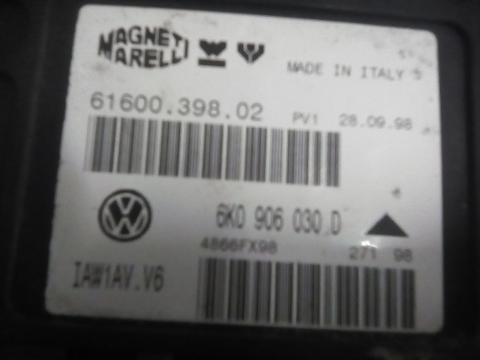 MAGNETI
MARELLI
MADE IN ITALY
61600.398.02 PV1 28.09.98
VW 6K0 906 030 D
4866FX98 271 98
IAW1AV.V6